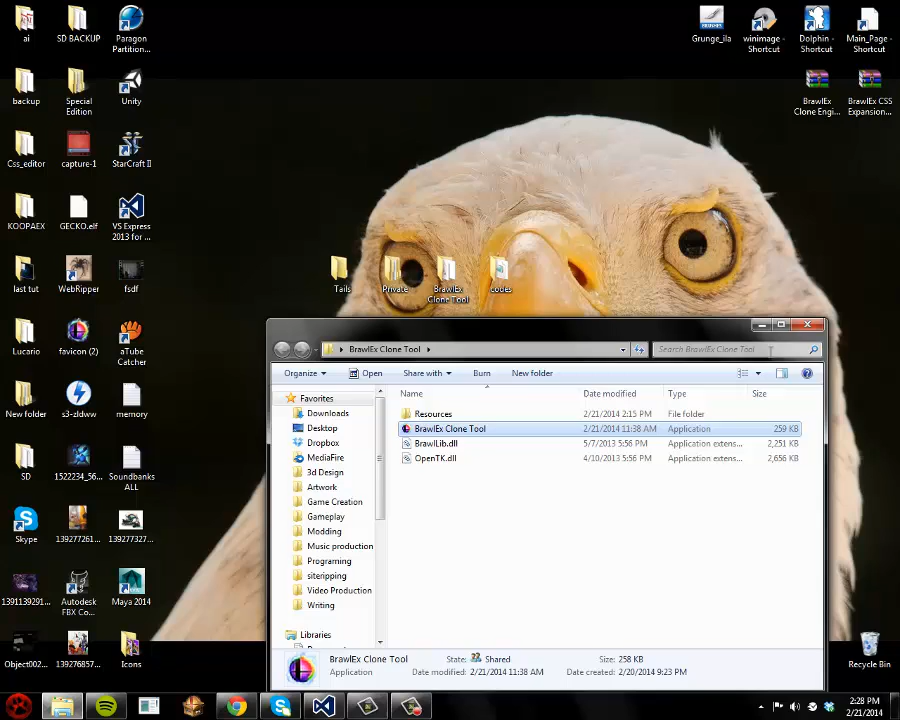 ai
SD BACKUP
Paragon
Partition...
Grunge_ila
winimage -
Shortcut
Dolphin -
Shortcut
Main_Page -
Shortcut
backup
Special
Edition
Unity
BrawlEx
Clone Engi...
BrawlEx CSS
Expansion...
Css_editor
capture-1
StarCraft II
KOOPAEX
GECKO.elf
VS Express
2013 for ...
last tut
WebRipper
fsdf
Tails
Private
BrawlEx
Clone Tool
codes
Lucario
favicon (2)
aTube
Catcher
BrawlEx Clone Tool
Search BrawlEx Clone Tool
Organize
Open
Share with
Burn
New folder
Name
Date modified
Type
Size
Favorites
Downloads
Desktop
Dropbox
MediaFire
3d Design
Artwork
Game Creation
Gameplay
Modding
Music production
Programing
siteripping
Video Production
Writing
Libraries
Resources 2/21/2014 2:15 PM File folder
BrawlEx Clone Tool 2/21/2014 11:38 AM Application 259 KB
BrawlLib.dll 5/7/2013 5:56 PM Application extens... 2,251 KB
OpenTK.dll 4/10/2013 5:56 PM Application extens... 2,656 KB
New folder
s3-zldww
memory
SD
1522234_56...
Soundbanks
ALL
Skype
139277261...
139277327...
1391139291...
Autodesk
FBX Co...
Maya 2014
Object002...
139276857...
Icons
Recycle Bin
BrawlEx Clone Tool State: Shared Size: 258 KB
Application Date modified: 2/21/2014 11:38 AM Date created: 2/20/2014 9:23 PM
2:28 PM
2/21/2014